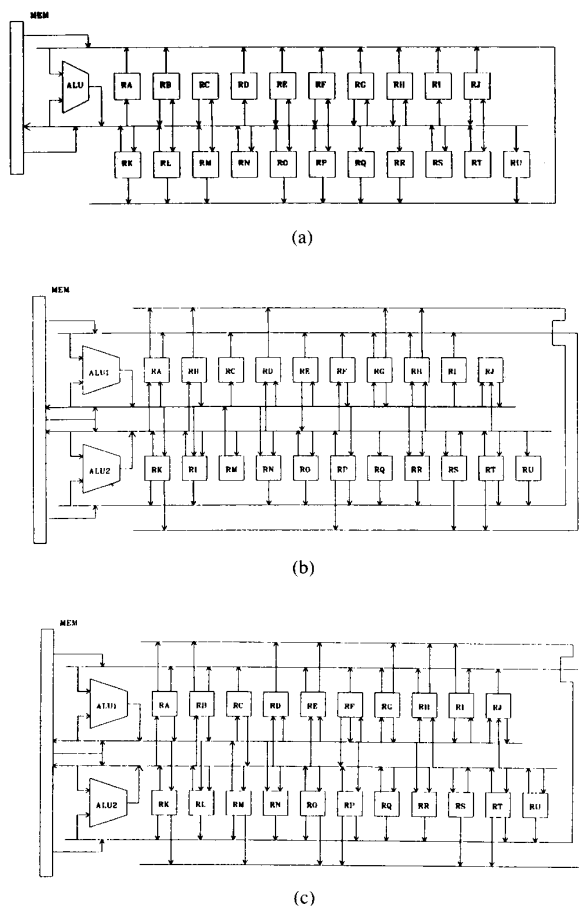 MEM
ALU
RA RB RC RD RE RF RG RH RI RJ
RK RL RM RN RO RP RQ RR RS RT RU
(a)
MEM
ALU1
RA RB RC RD RE RF RG RH RI RJ
ALU2
RK RL RM RN RO RP RQ RR RS RT RU
(b)
MEM
ALU1
RA RB RC RD RE RF RG RH RI RJ
ALU2
RK RL RM RN RO RP RQ RR RS RT RU
(c)